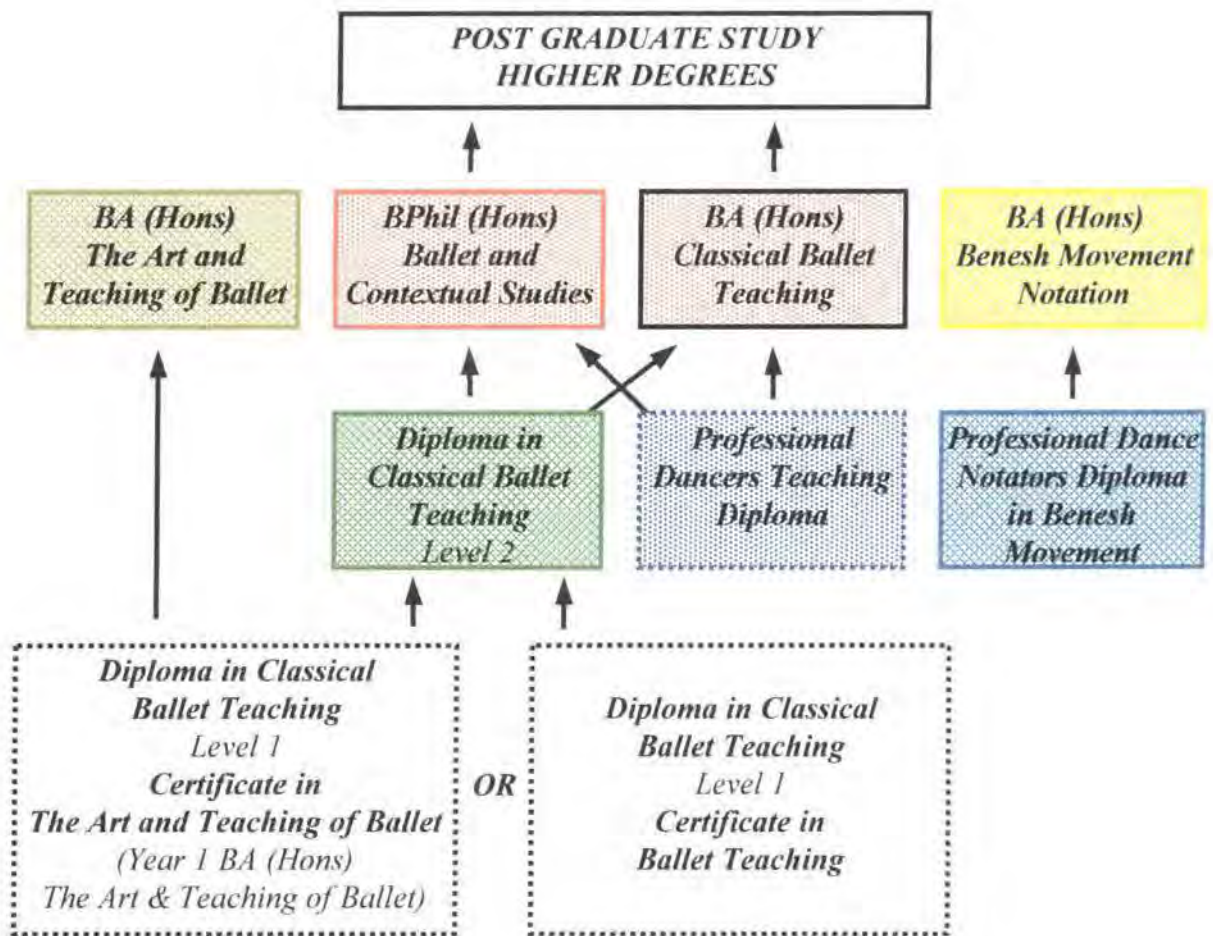 POST GRADUATE STUDY
HIGHER DEGREES
BA (Hons)
The Art and
Teaching of Ballet
BPhil (Hons)
Ballet and
Contextual Studies
BA (Hons)
Classical Ballet
Teaching
BA (Hons)
Benesh Movement
Notation
Diploma in
Classical Ballet
Teaching
Level 2
Professional
Dancers Teaching
Diploma
Professional Dance
Notators Diploma
in Benesh
Movement
Diploma in Classical
Ballet Teaching
Level 1
Certificate in
The Art and Teaching of Ballet
(Year 1 BA (Hons)
The Art & Teaching of Ballet)
OR
Diploma in Classical
Ballet Teaching
Level 1
Certificate in
Ballet Teaching